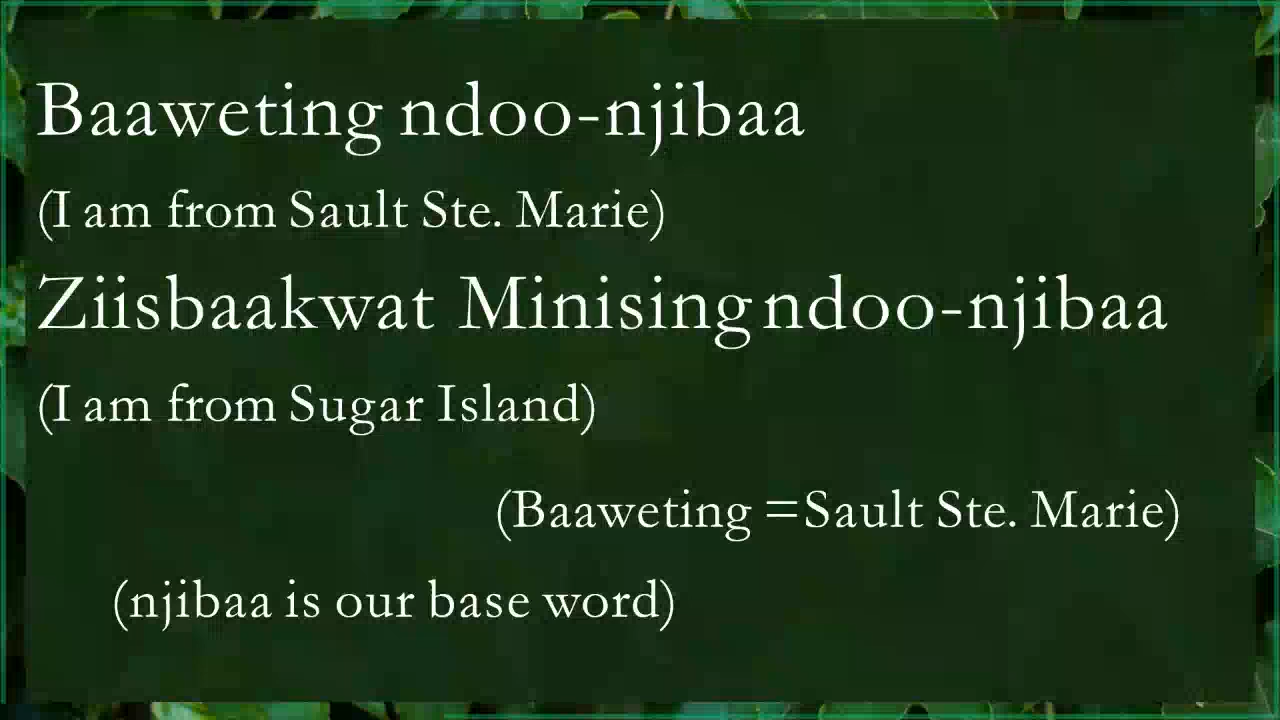 Baaweting ndoo-njibaa
(I am from Sault Ste. Marie)
Ziisbaakwat Minising ndoo-njibaa
(I am from Sugar Island)
(Baaweting =Sault Ste. Marie)
(njibaa is our base word)